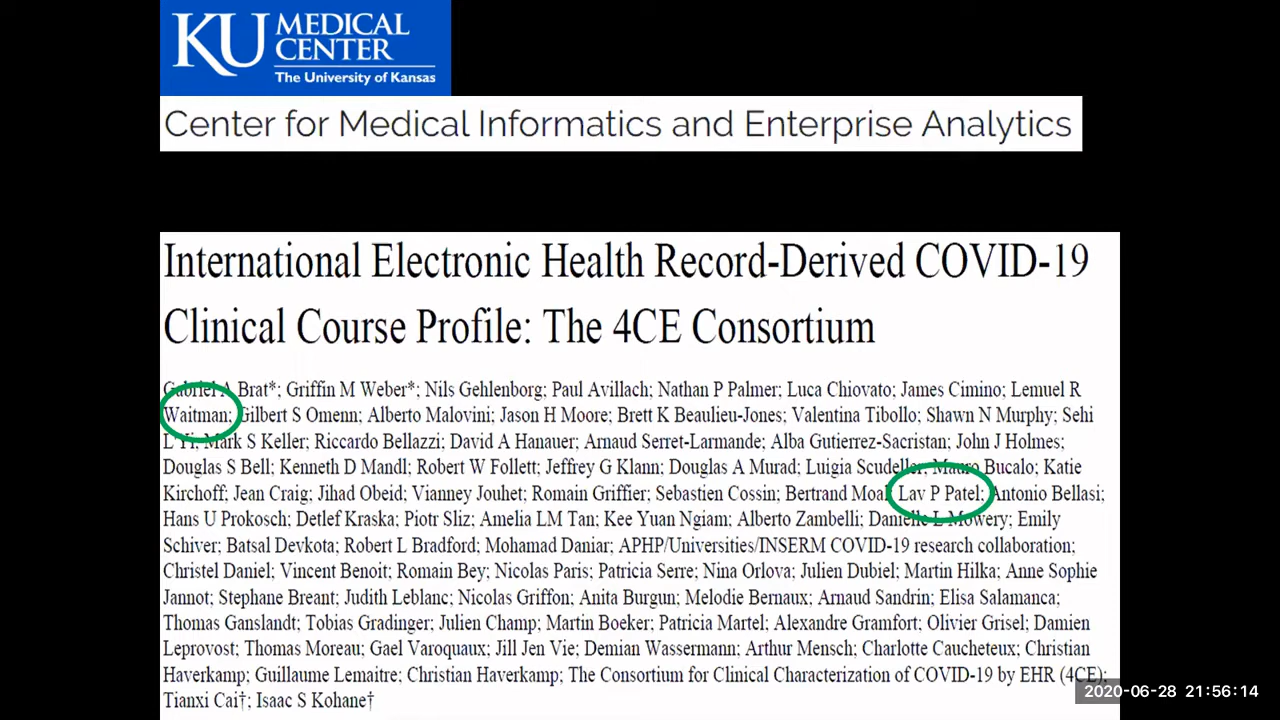 KU MEDICAL
CENTER
The University of Kansas
Center for Medical Informatics and Enterprise Analytics
International Electronic Health Record-Derived COVID-19
Clinical Course Profile: The 4CE Consortium
Gabriel A Brat*; Griffin M Weber*; Nils Gehlenborg; Paul Avillach; Nathan P Palmer; Luca Chiovato; James Cimino; Lemuel R
Waitman; Gilbert S Omenn; Alberto Malovini; Jason H Moore; Brett K Beaulieu-Jones; Valentina Tibollo; Shawn N Murphy; Sehi
L'Yi; Mark S Keller; Riccardo Bellazzi; David A Hanauer; Arnaud Serret-Larmande; Alba Gutierrez-Sacristan; John J Holmes;
Douglas S Bell; Kenneth D Mandl; Robert W Follett; Jeffrey G Klann; Douglas A Murad; Luigia Scudeller; Mauro Bucalo; Katie
Kirchoff; Jean Craig; Jihad Obeid; Vianney Jouhet; Romain Griffier; Sebastien Cossin; Bertrand Moal; Lav P Patel; Antonio Bellasi;
Hans U Prokosch; Detlef Kraska; Piotr Sliz; Amelia LM Tan; Kee Yuan Ngiam; Alberto Zambelli; Danielle L Mowery; Emily
Schiver; Batsal Devkota; Robert L Bradford; Mohamad Daniar; APHP/Universities/INSERM COVID-19 research collaboration;
Christel Daniel; Vincent Benoit; Romain Bey; Nicolas Paris; Patricia Serre; Nina Orlova; Julien Dubiel; Martin Hilka; Anne Sophie
Jannot; Stephane Breant; Judith Leblanc; Nicolas Griffon; Anita Burgun; Melodie Bernaux; Arnaud Sandrin; Elisa Salamanca;
Thomas Ganslandt; Tobias Gradinger; Julien Champ; Martin Boeker; Patricia Martel; Alexandre Gramfort; Olivier Grisel; Damien
Leprovost; Thomas Moreau; Gael Varoquaux; Jill Jen Vie; Demian Wassermann; Arthur Mensch; Charlotte Caucheteux; Christian
Haverkamp; Guillaume Lemaitre; Christian Haverkamp; The Consortium for Clinical Characterization of COVID-19 by EHR (4CE);
Tianxi Cai†; Isaac S Kohane†
2020-06-28 21:56:14